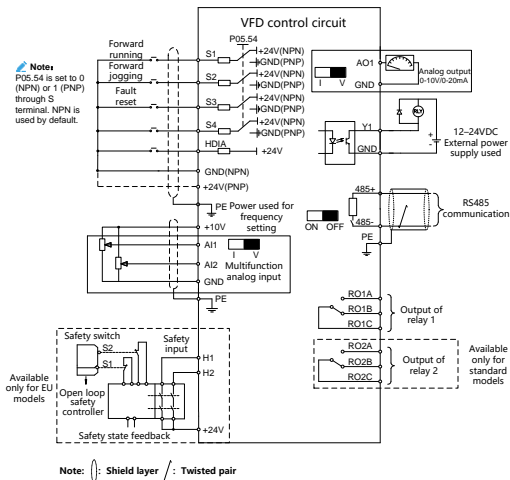 VFD control circuit
Forward
running
Forward
jogging
Fault
reset
Note:
P05.54 is set to 0
(NPN) or 1 (PNP)
through S
terminal. NPN is
used by default.
S1
P05.54
+24V(NPN)
GND(PNP)
S2
+24V(NPN)
GND(PNP)
S3
+24V(NPN)
GND(PNP)
S4
+24V(NPN)
GND(PNP)
HDIA
+24V
GND(NPN)
+24V(PNP)
PE
Power used for
frequency
setting
+10V
AI1
I V
AI2
Multifunction
analog input
GND
PE
AO1
I V
Analog output
0-10V/0-20mA
GND
RLY
Y1
GND
+
-
12–24VDC
External power
supply used
485+
ON OFF
485-
PE
RS485
communication
RO1A
RO1B
RO1C
Output of
relay 1
RO2A
RO2B
RO2C
Output of
relay 2
Available
only for
standard
models
Safety switch
Safety
input
S2
S1
H1
H2
Available
only for EU
models
Open loop
safety
controller
+24V
Safety state feedback
Note: : Shield layer : Twisted pair